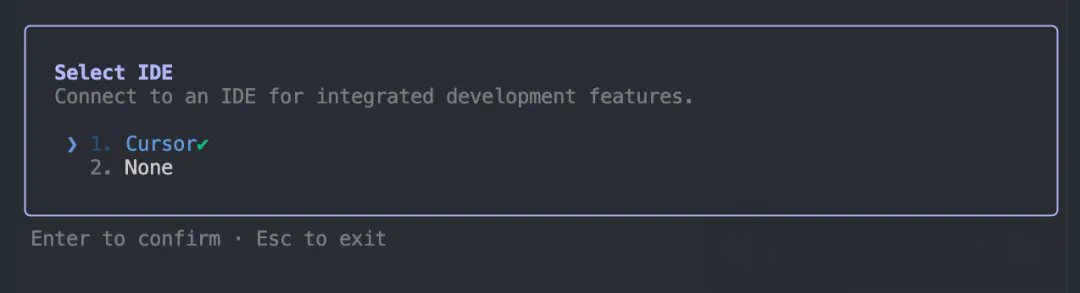 Select IDE
Connect to an IDE for integrated development features.
❯ 1. Cursor✔
2. None
Enter to confirm · Esc to exit